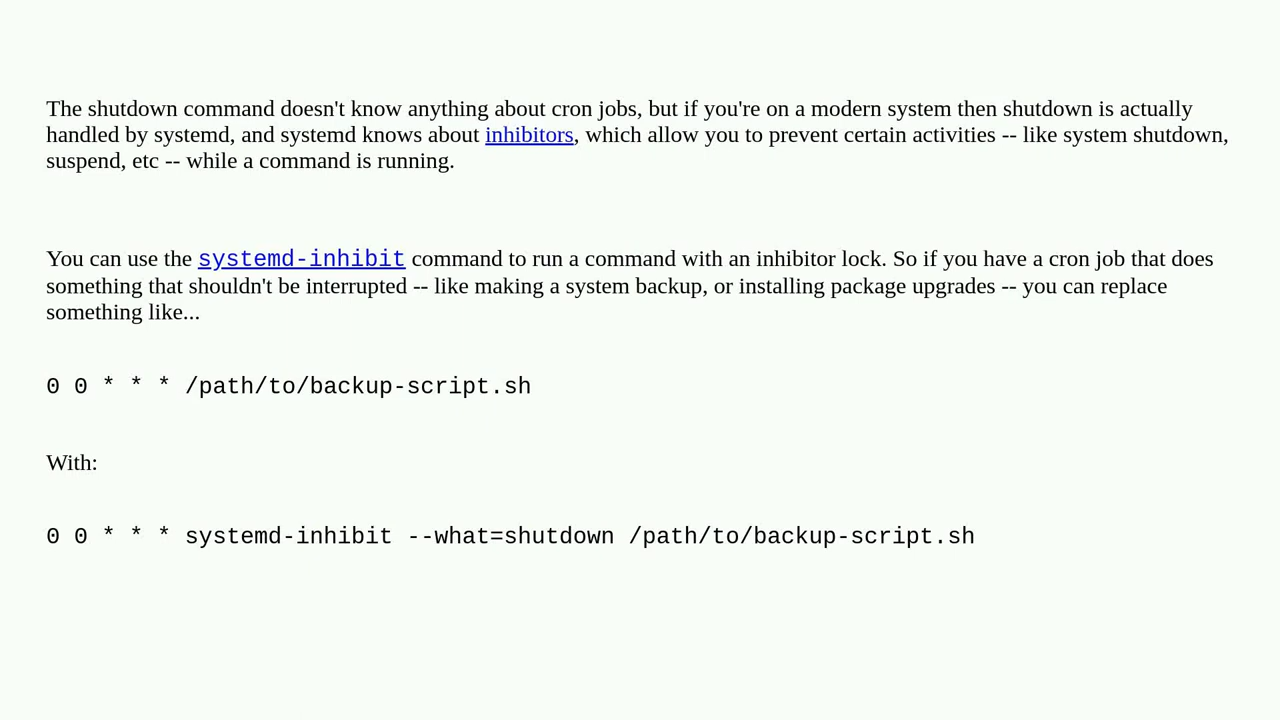 The shutdown command doesn't know anything about cron jobs, but if you're on a modern system then shutdown is actually
handled by systemd, and systemd knows about inhibitors, which allow you to prevent certain activities -- like system shutdown,
suspend, etc -- while a command is running.
You can use the systemd-inhibit command to run a command with an inhibitor lock. So if you have a cron job that does
something that shouldn't be interrupted -- like making a system backup, or installing package upgrades -- you can replace
something like...
0 0 * * * /path/to/backup-script.sh
With:
0 0 * * * systemd-inhibit --what=shutdown /path/to/backup-script.sh